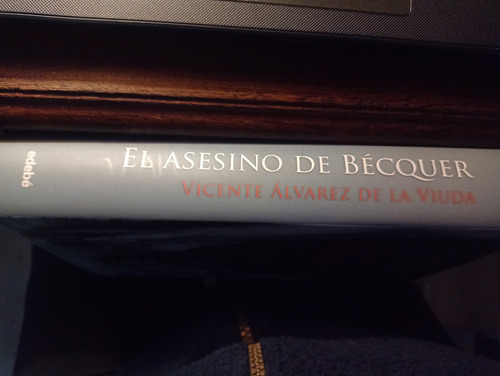 EL ASESINO DE BÉCQUER
VICENTE ÁLVAREZ DE LA VIUDA
edebé